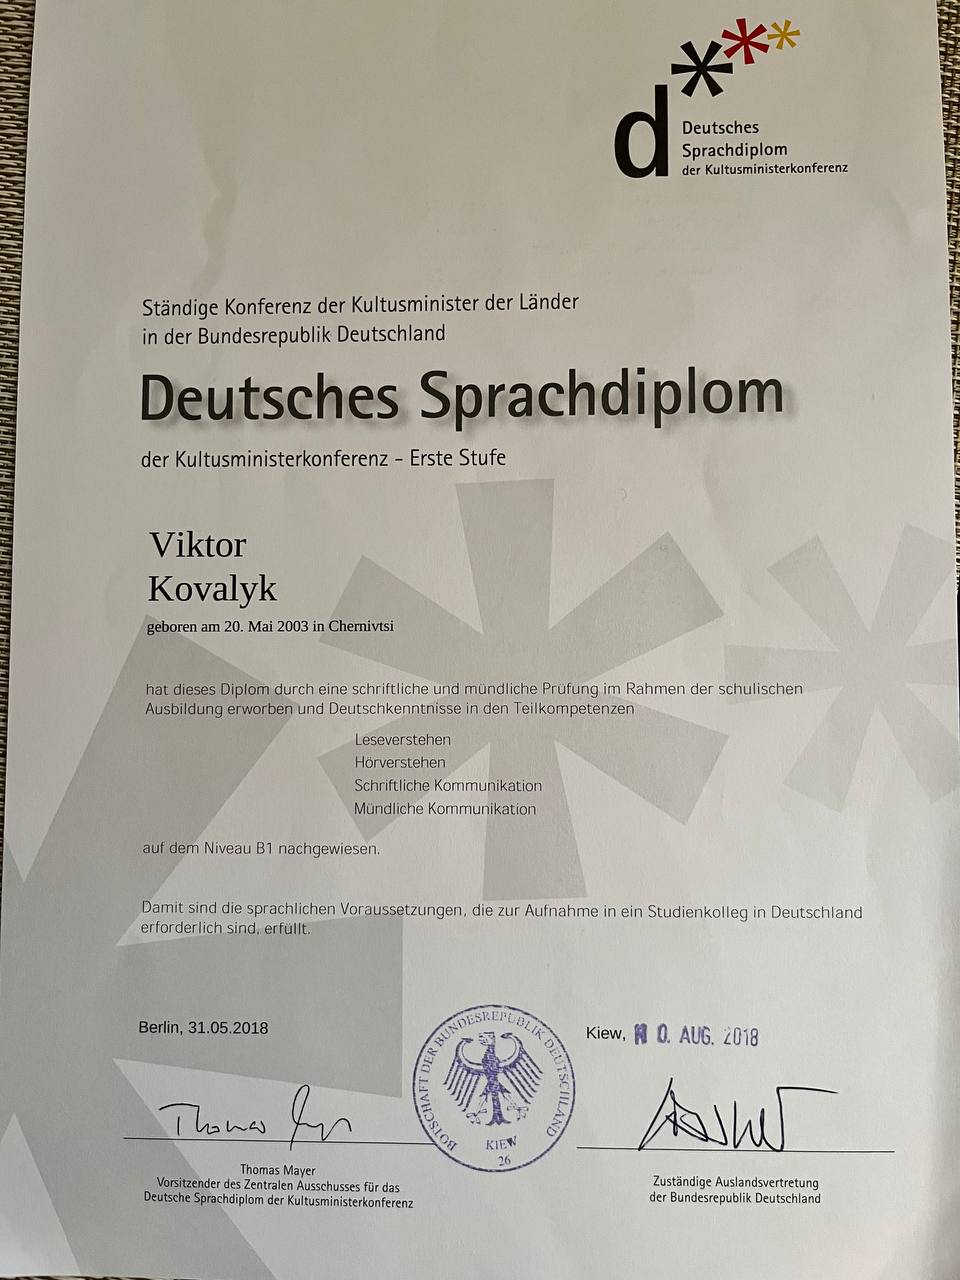 Deutsches
Sprachdiplom
der Kultusministerkonferenz
Ständige Konferenz der Kultusminister der Länder
in der Bundesrepublik Deutschland
Deutsches Sprachdiplom
der Kultusministerkonferenz – Erste Stufe
Viktor
Kovalyk
geboren am 20. Mai 2003 in Chernivtsi
hat dieses Diplom durch eine schriftliche und mündliche Prüfung im Rahmen der schulischen
Ausbildung erworben und Deutschkenntnisse in den Teilkompetenzen
Leseverstehen
Hörverstehen
Schriftliche Kommunikation
Mündliche Kommunikation
auf dem Niveau B1 nachgewiesen.
Damit sind die sprachlichen Voraussetzungen, die zur Aufnahme in ein Studienkolleg in Deutschland
erforderlich sind, erfüllt.
Berlin, 31.05.2018
Kiew, 0. AUG. 2018
BOTSCHAFT DER BUNDESREPUBLIK DEUTSCHLAND
KIEW
26
Thomas
Thomas Mayer
Vorsitzender des Zentralen Ausschusses für das
Deutsche Sprachdiplom der Kultusministerkonferenz
Zuständige Auslandsvertretung
der Bundesrepublik Deutschland